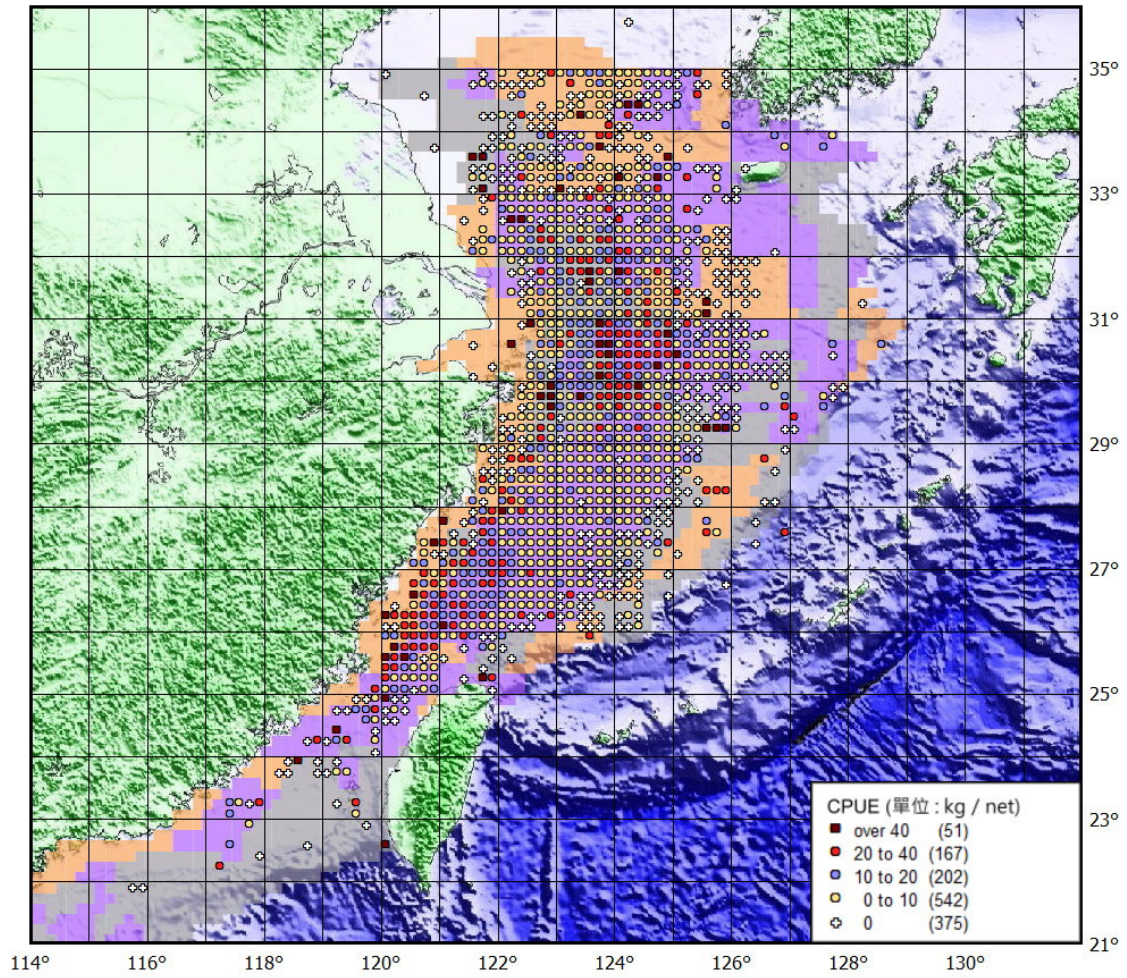 35°
33°
31°
29°
27°
25°
23°
21°
CPUE (單位 : kg / net)
over 40 (51)
20 to 40 (167)
10 to 20 (202)
0 to 10 (542)
0 (375)
114° 116° 118° 120° 122° 124° 126° 128° 130°